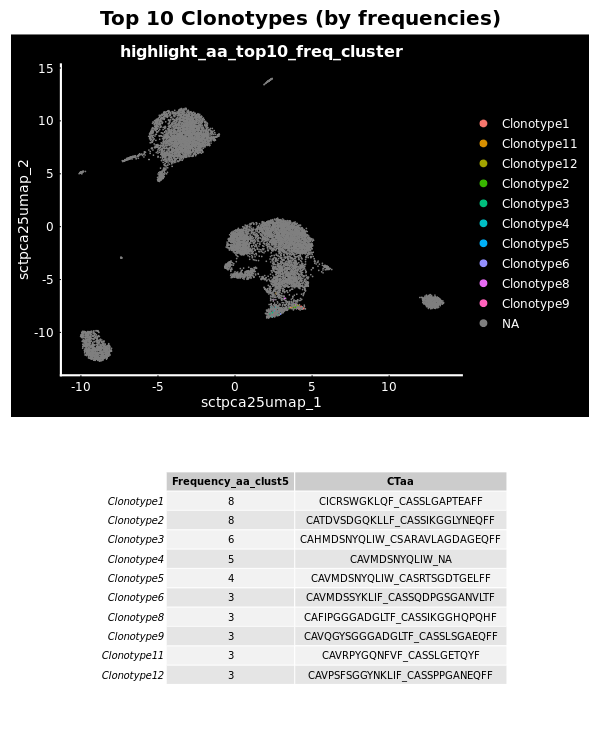 Top 10 Clonotypes (by frequencies)
highlight_aa_top10_freq_cluster
15
10
5
0
-5
-10
sctpca25umap_2
-10 -5 0 5 10
sctpca25umap_1
Clonotype1
Clonotype11
Clonotype12
Clonotype2
Clonotype3
Clonotype4
Clonotype5
Clonotype6
Clonotype8
Clonotype9
NA
Frequency_aa_clust5 CTaa
Clonotype1 8 CICRSWGKLQF_CASSLGAPTEAFF
Clonotype2 8 CATDVSDGQKLLF_CASSIKGGLYNEQFF
Clonotype3 6 CAHMDSNYQLIW_CSARAVLAGDAGEQFF
Clonotype4 5 CAVMDSNYQLIW_NA
Clonotype5 4 CAVMDSNYQLIW_CSARTSGDTGELFF
Clonotype6 3 CAVMDSSYKLIF_CASSQDPGSGANVLTF
Clonotype8 3 CAFIPGGGADGLTF_CASSIKGGHQPQHF
Clonotype9 3 CAVQGYSGGGADGLTF_CASSLSGAEQFF
Clonotype11 3 CAVRPYGQNFVF_CASSLGETQYF
Clonotype12 3 CAVPSFSGGYNKLIF_CASSPPGANEQFF